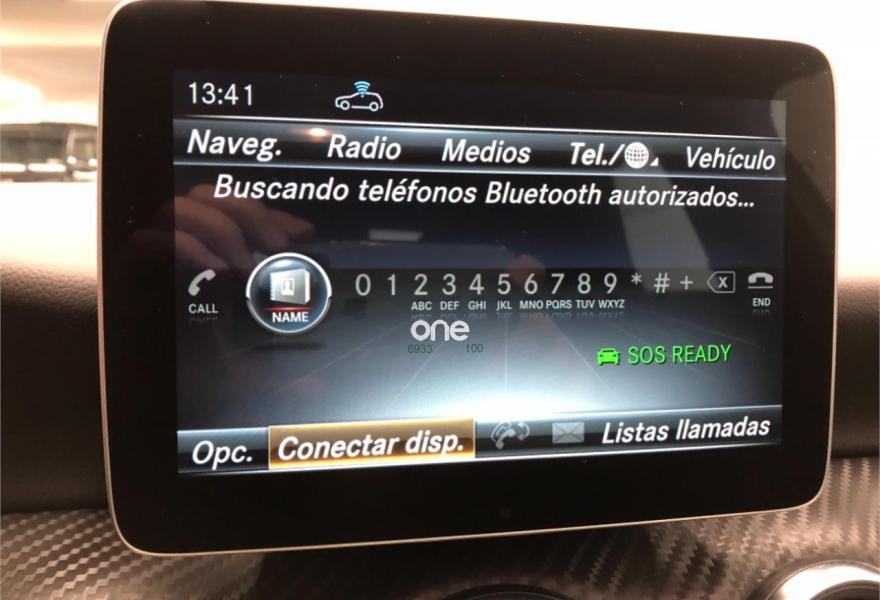 13:41
Naveg. Radio Medios Tel./ Vehículo
Buscando teléfonos Bluetooth autorizados...
CALL NAME 0 1 2 3 4 5 6 7 8 9 * # + X END
ABC DEF GHI JKL MNO PQRS TUV WXYZ
one
6933 100
SOS READY
Opc. Conectar disp. Listas llamadas